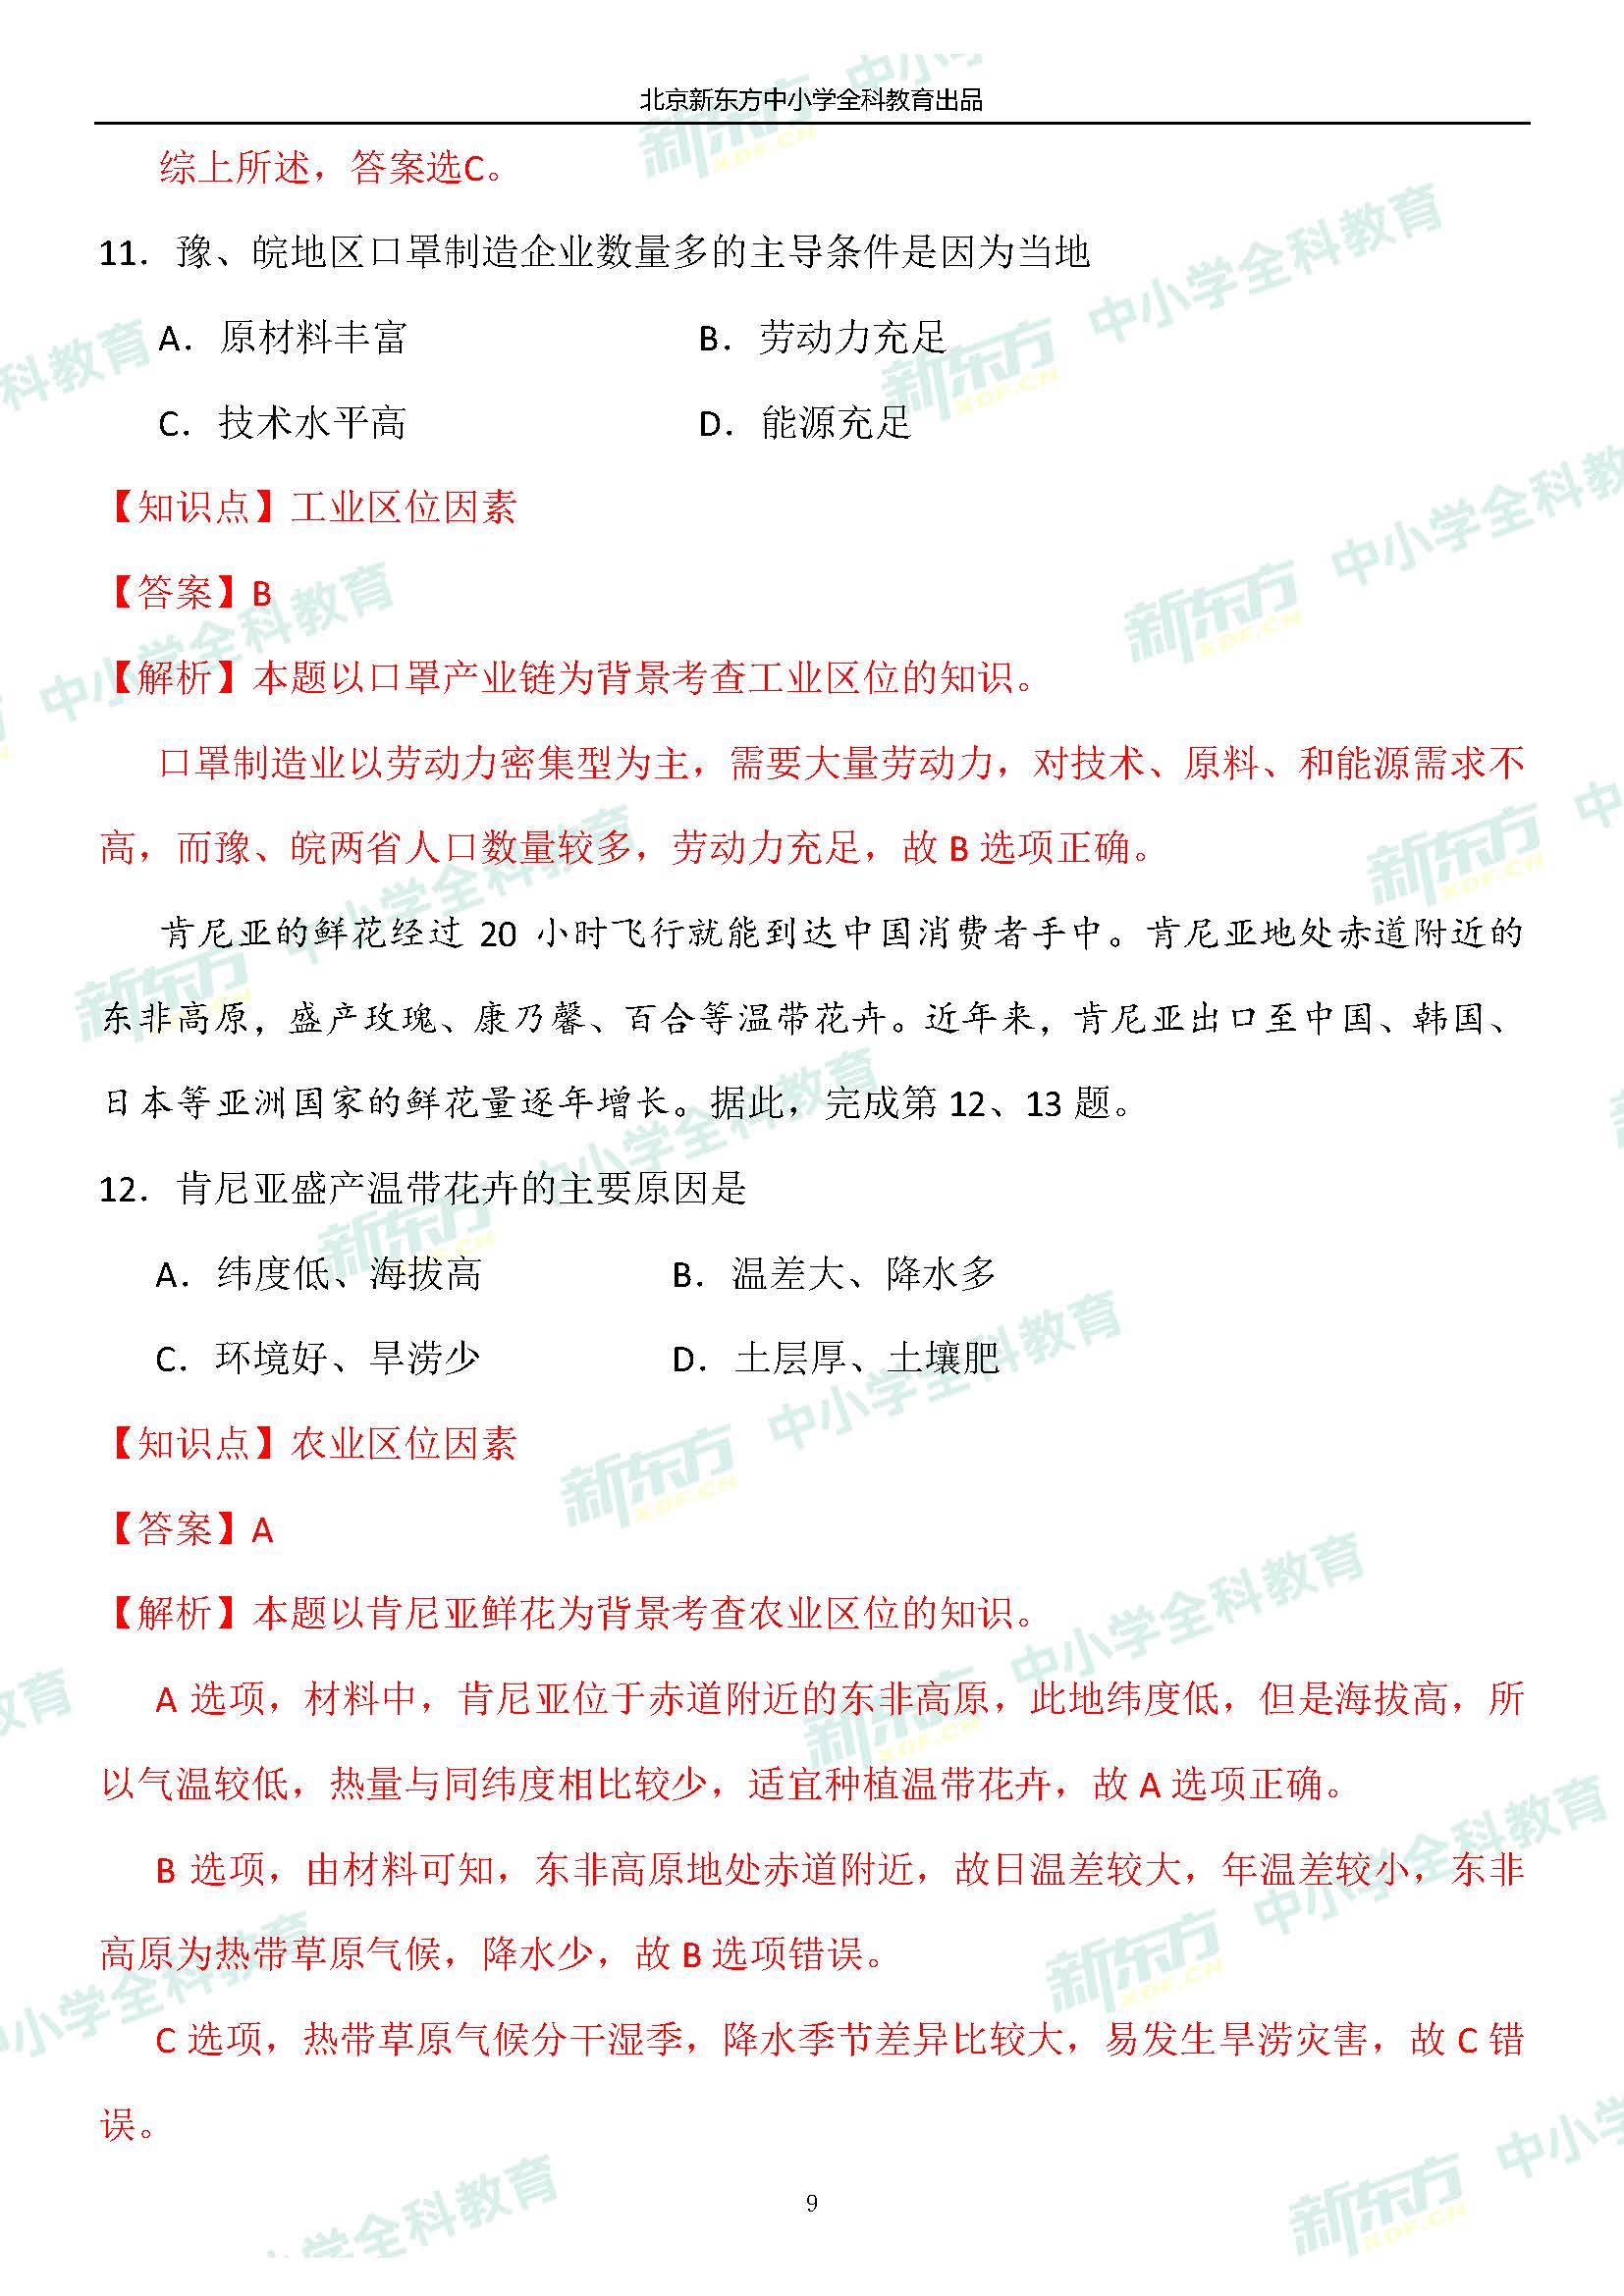 北京新东方中小学全科教育出品
综上所述，答案选C。
11．豫、皖地区口罩制造企业数量多的主导条件是因为当地
A．原材料丰富 B．劳动力充足
C．技术水平高 D．能源充足
【知识点】工业区位因素
【答案】B
【解析】本题以口罩产业链为背景考查工业区位的知识。
口罩制造业以劳动力密集型为主，需要大量劳动力，对技术、原料、和能源需求不
高，而豫、皖两省人口数量较多，劳动力充足，故 B 选项正确。
肯尼亚的鲜花经过 20 小时飞行就能到达中国消费者手中。肯尼亚地处赤道附近的
东非高原，盛产玫瑰、康乃馨、百合等温带花卉。近年来，肯尼亚出口至中国、韩国、
日本等亚洲国家的鲜花量逐年增长。据此，完成第 12、13 题。
12．肯尼亚盛产温带花卉的主要原因是
A．纬度低、海拔高 B．温差大、降水多
C．环境好、旱涝少 D．土层厚、土壤肥
【知识点】农业区位因素
【答案】A
【解析】本题以肯尼亚鲜花为背景考查农业区位的知识。
A 选项，材料中，肯尼亚位于赤道附近的东非高原，此地纬度低，但是海拔高，所
以气温较低，热量与同纬度相比较少，适宜种植温带花卉，故 A 选项正确。
B 选项，由材料可知，东非高原地处赤道附近，故日温差较大，年温差较小，东非
高原为热带草原气候，降水少，故 B 选项错误。
C 选项，热带草原气候分干湿季，降水季节差异比较大，易发生旱涝灾害，故 C 错
误。
9
新东方 XDF.CN 中小学全科教育